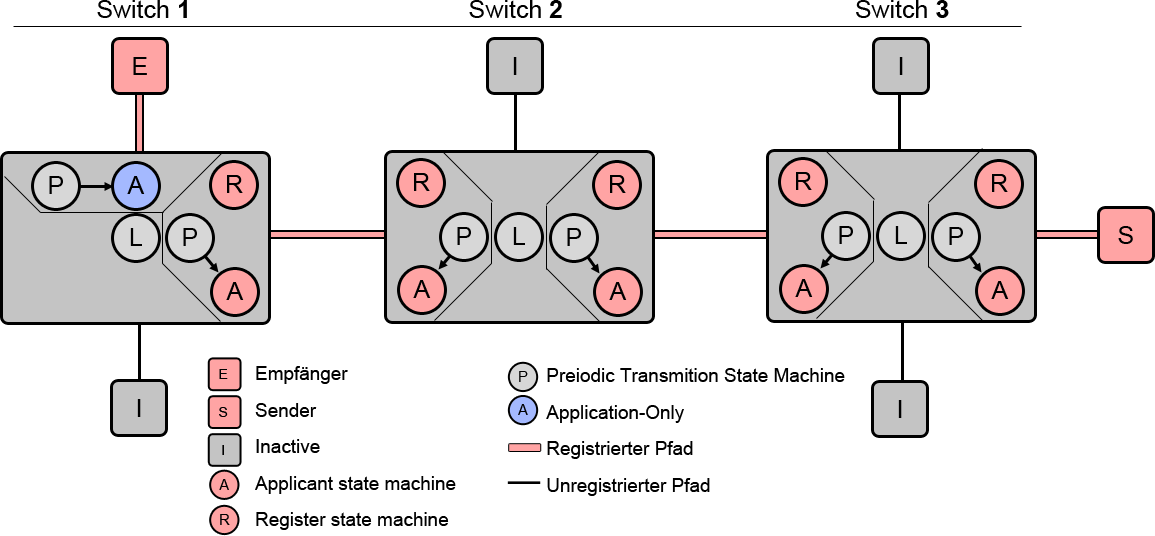 Switch 1
Switch 2
Switch 3
E
I
I
P
A
R
R
R
R
R
L
P
P
L
P
P
L
P
S
A
A
A
A
A
I
I
E
Empfänger
S
Sender
I
Inactive
A
Applicant state machine
R
Register state machine
P
Preiodic Transmition State Machine
A
Application-Only
Registrierter Pfad
Unregistrierter Pfad